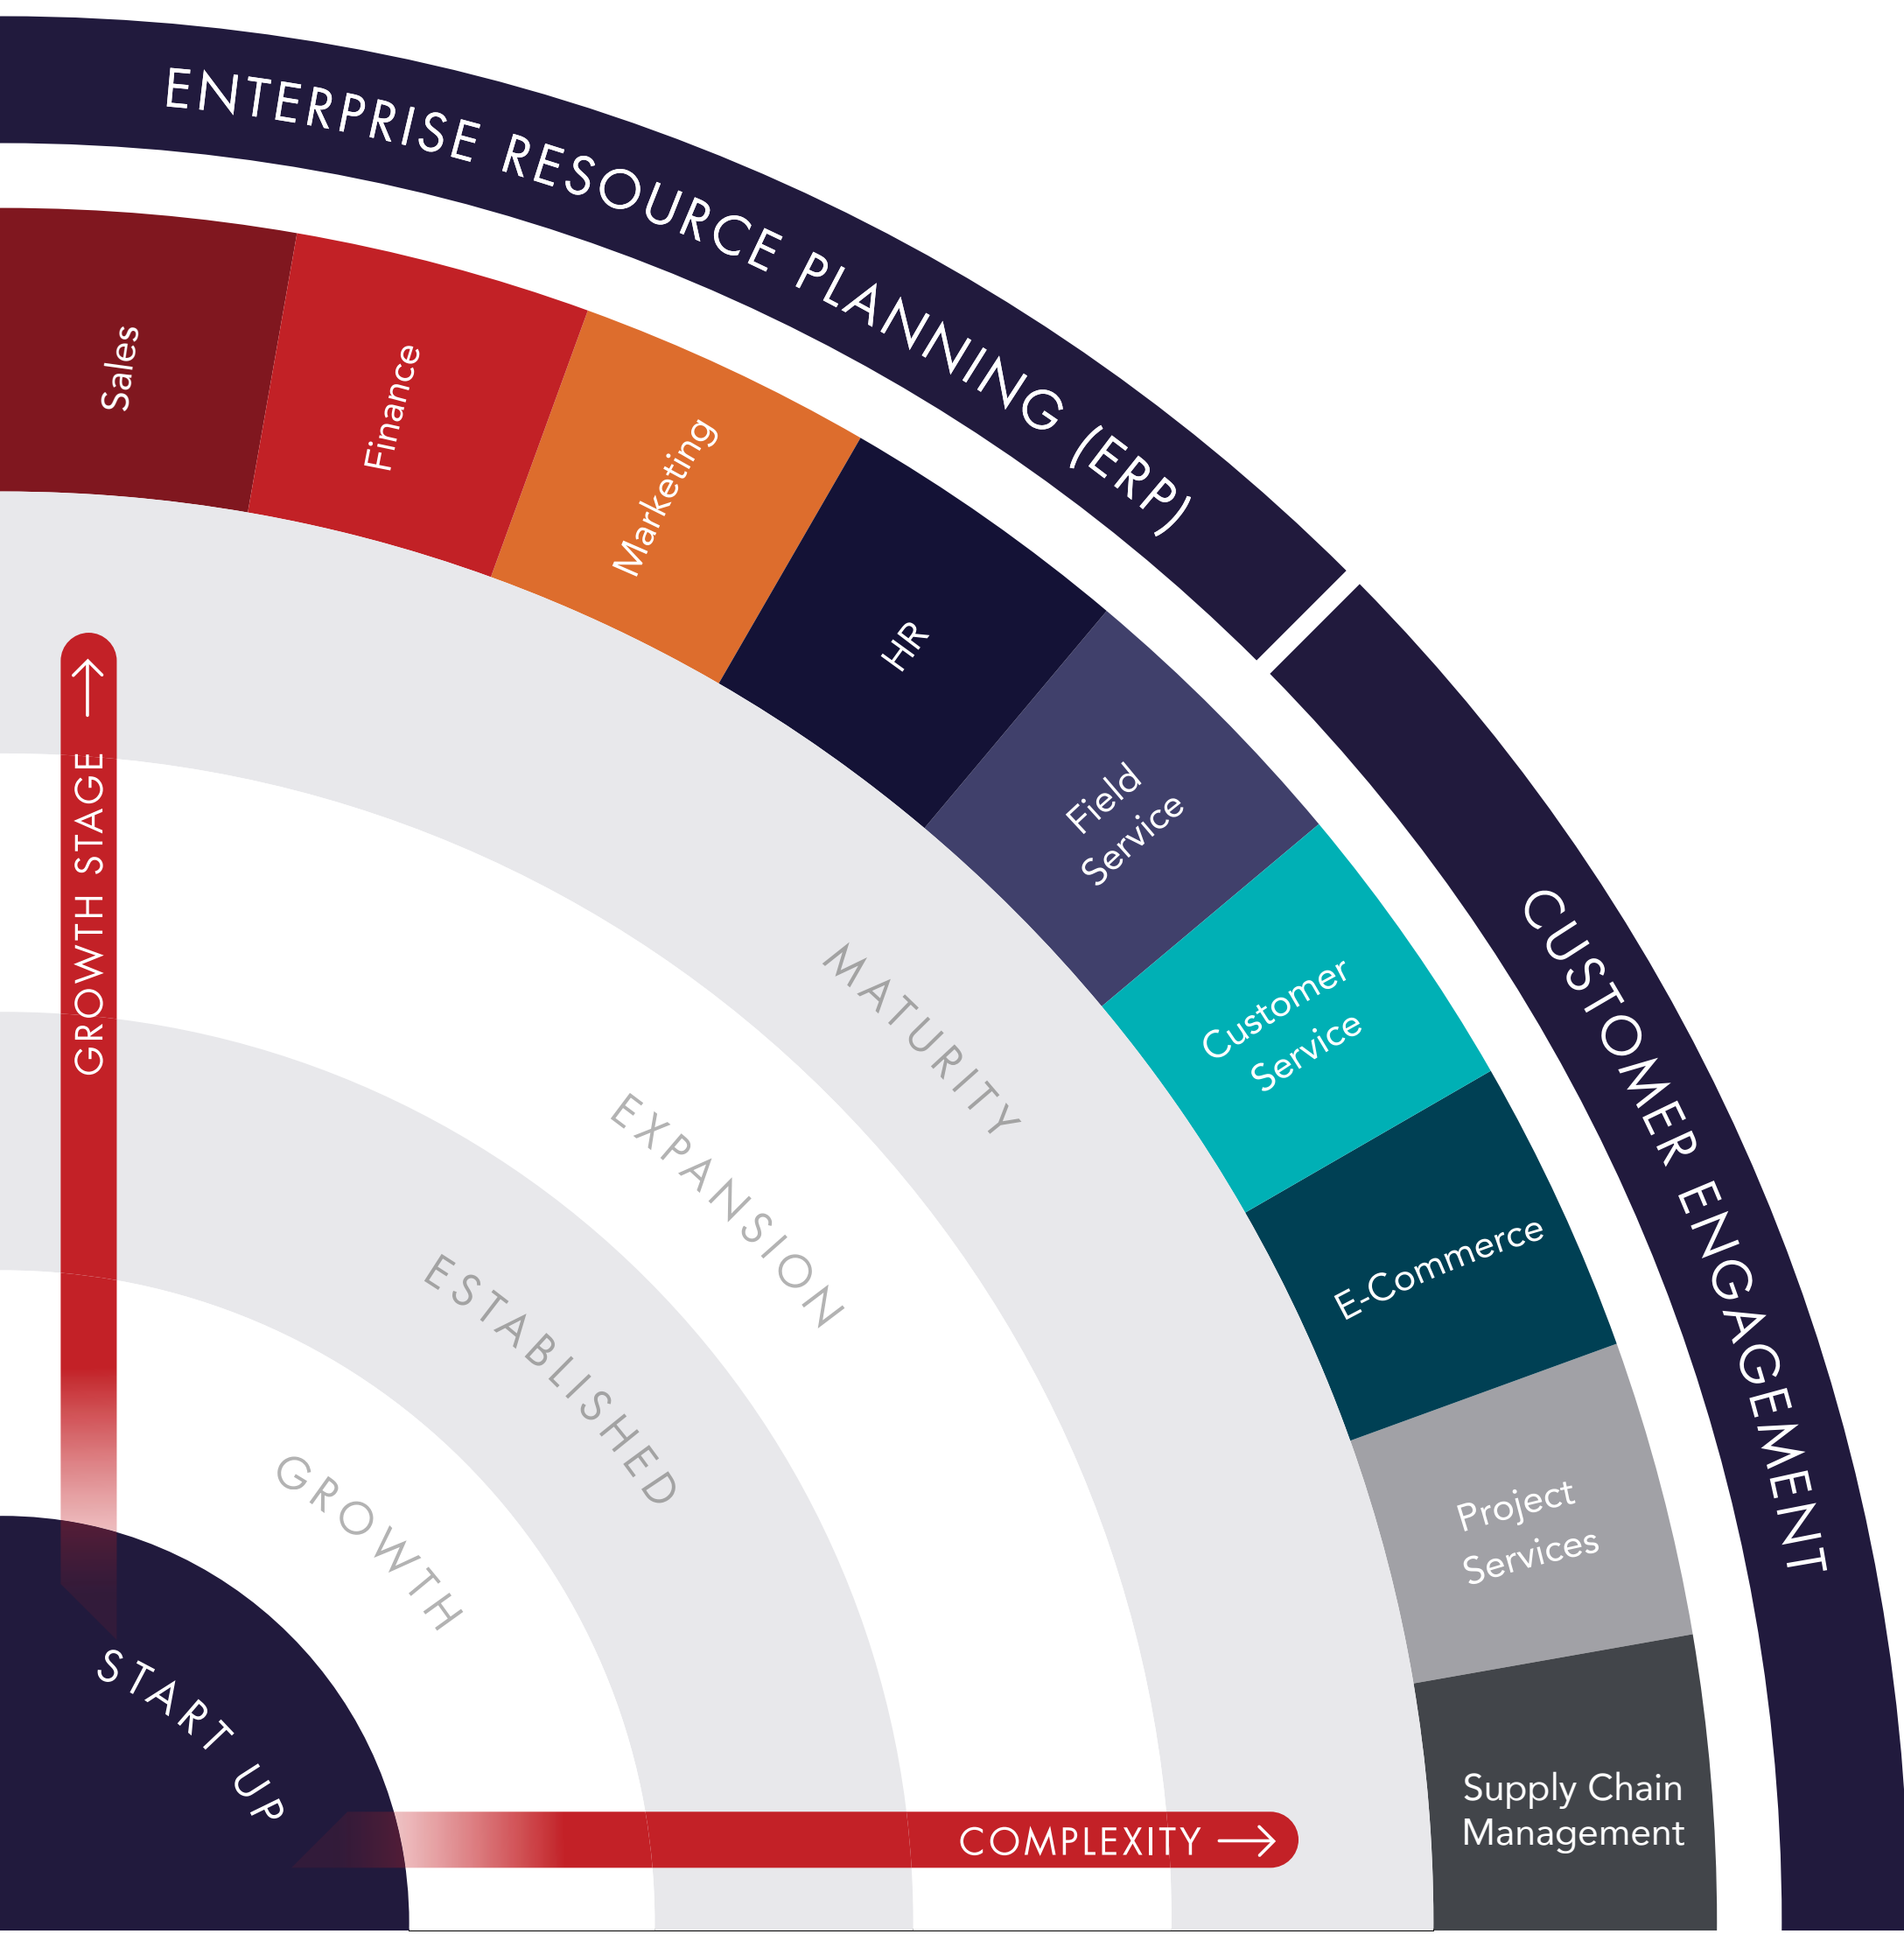 ENTERPRISE RESOURCE PLANNING (ERP)
CUSTOMER ENGAGEMENT
Sales
Finance
Marketing
HR
Field
Service
Customer
Service
E-Commerce
Project
Services
Supply Chain
Management
GROWTH STAGE →
MATURITY
EXPANSION
ESTABLISHED
GROWTH
START UP
COMPLEXITY →